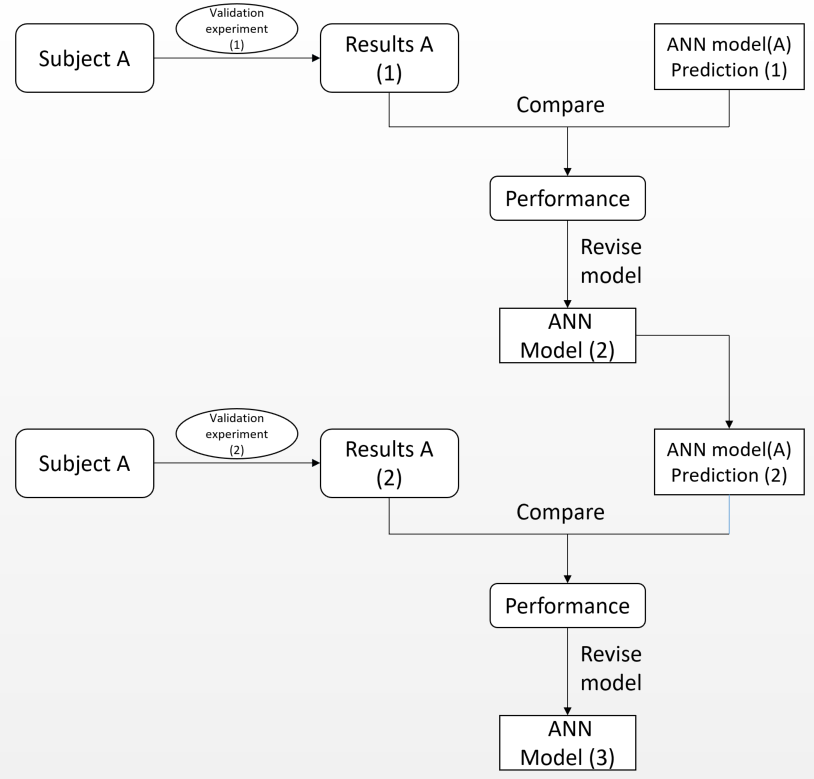 Subject A
Validation
experiment
(1)
Results A
(1)
ANN model(A)
Prediction (1)
Compare
Performance
Revise
model
ANN
Model (2)
Subject A
Validation
experiment
(2)
Results A
(2)
ANN model(A)
Prediction (2)
Compare
Performance
Revise
model
ANN
Model (3)